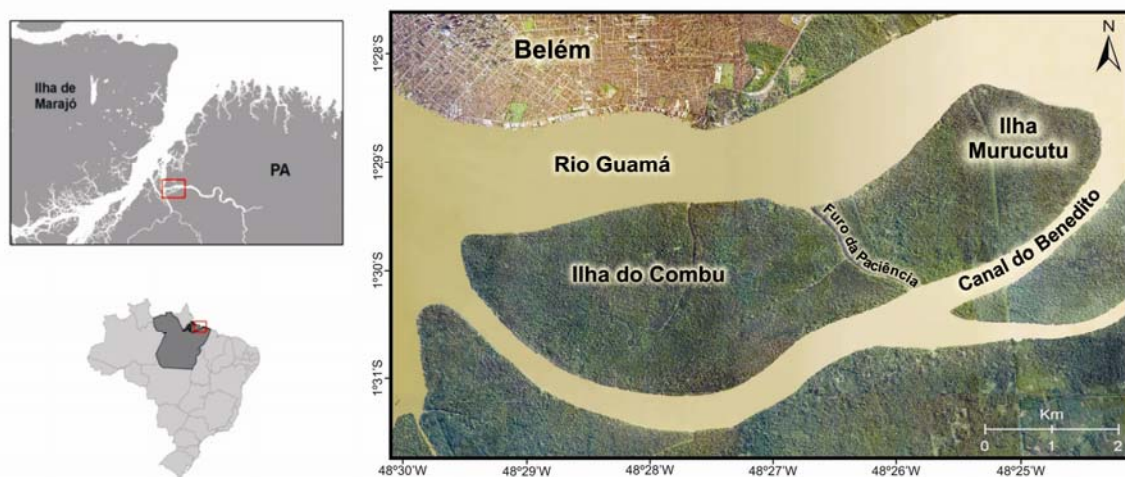 Ilha de
Marajó
PA
Belém
N
Rio Guamá
Ilha
Murucutu
Furo da Paciência
Ilha do Combu
Canal do Benedito
Km
0 1 2
1°28'S
1°29'S
1°30'S
1°31'S
48°30'W 48°29'W 48°28'W 48°27'W 48°26'W 48°25'W